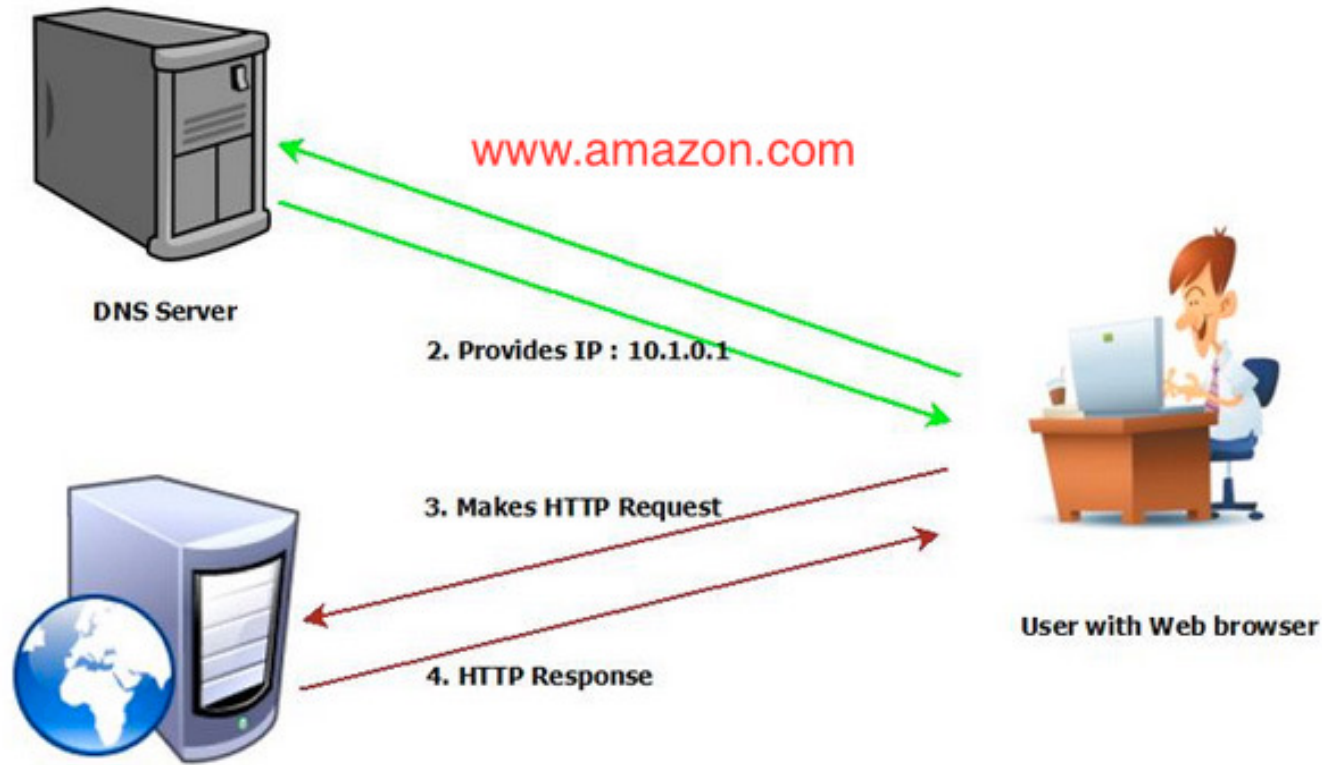 www.amazon.com
DNS Server
2. Provides IP : 10.1.0.1
3. Makes HTTP Request
User with Web browser
4. HTTP Response